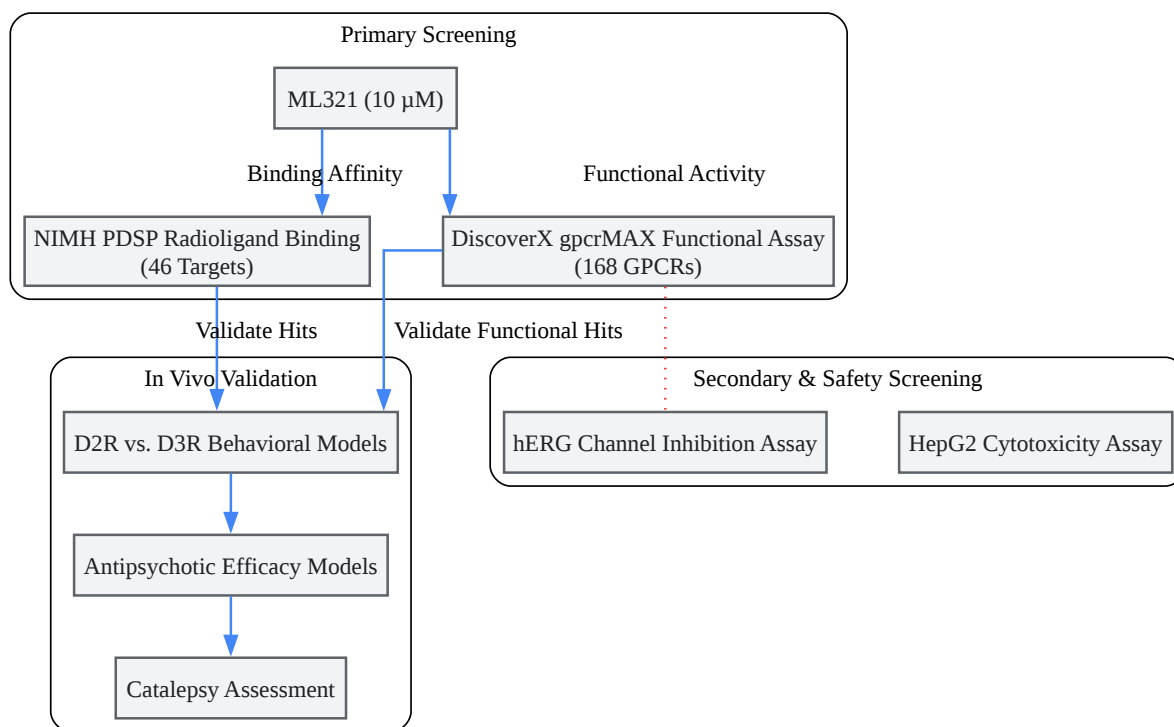 Primary Screening
ML321 (10 µM)
Binding Affinity
Functional Activity
NIMH PDSP Radioligand Binding
(46 Targets)
DiscoverX gpcrMAX Functional Assay
(168 GPCRs)
Validate Hits
Validate Functional Hits
In Vivo Validation
Secondary & Safety Screening
D2R vs. D3R Behavioral Models
hERG Channel Inhibition Assay
HepG2 Cytotoxicity Assay
Antipsychotic Efficacy Models
Catalepsy Assessment